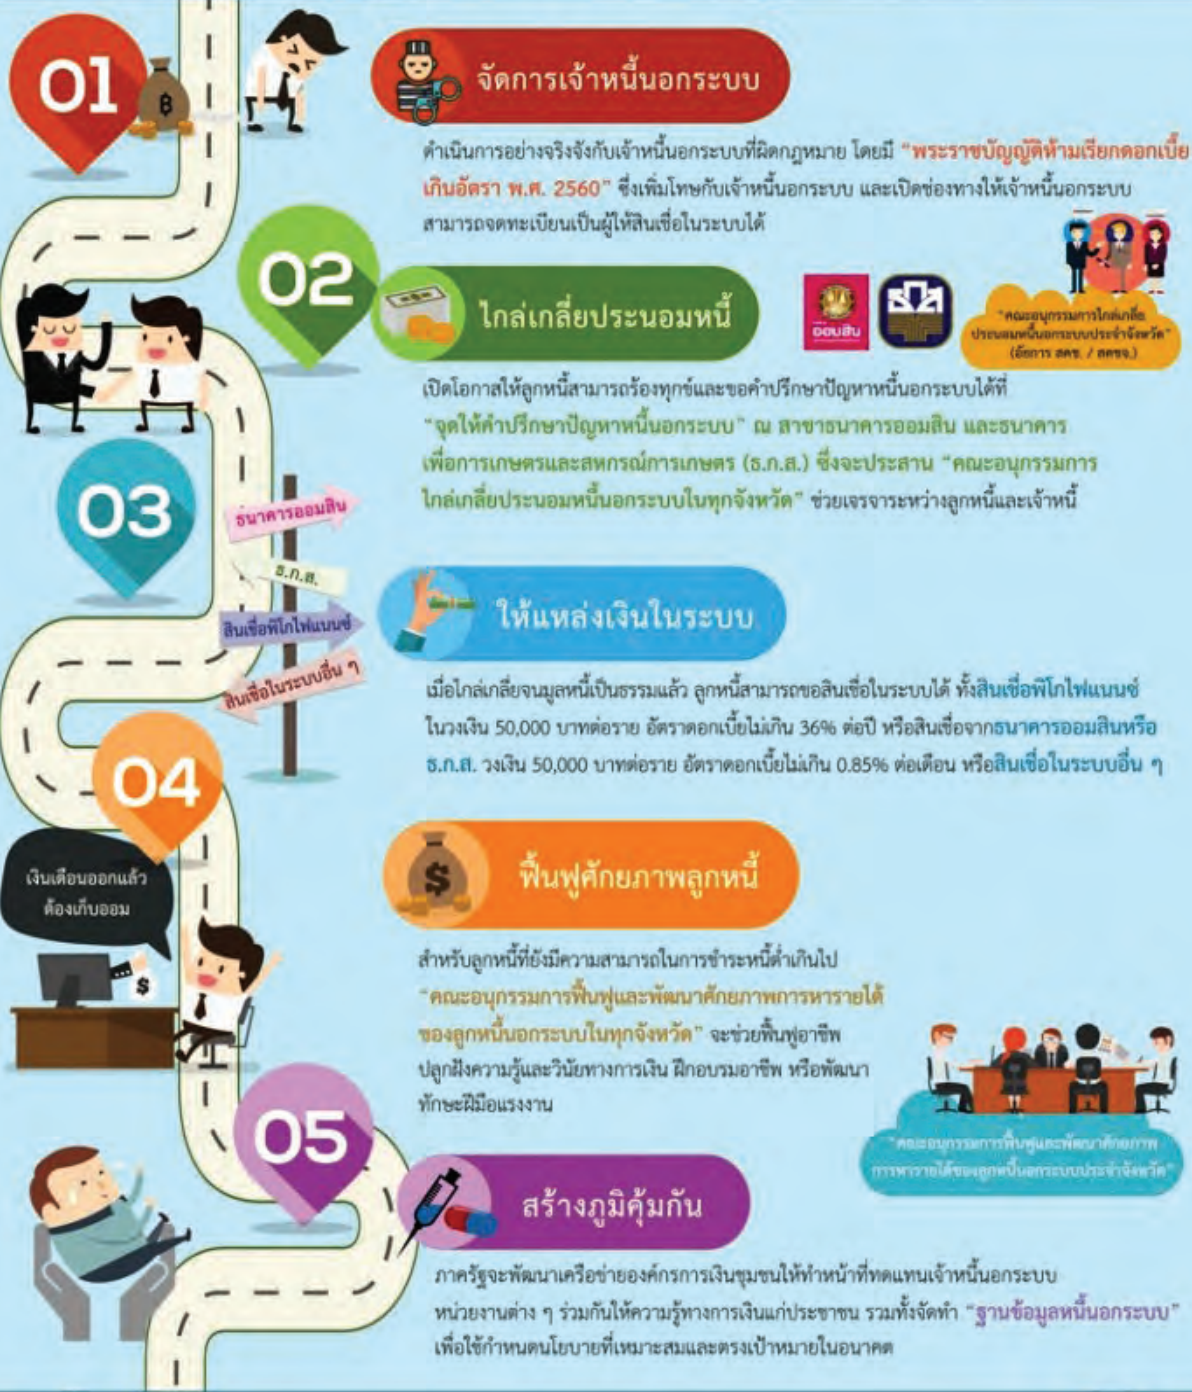 01
จัดการเจ้าหนี้นอกระบบ
ดำเนินการอย่างจริงจังกับเจ้าหนี้นอกระบบที่ผิดกฎหมาย โดยมี "พระราชบัญญัติห้ามเรียกดอกเบี้ย
เกินอัตรา พ.ศ. 2560" ซึ่งเพิ่มโทษกับเจ้าหนี้นอกระบบ และเปิดช่องทางให้เจ้าหนี้นอกระบบ
สามารถจดทะเบียนเป็นผู้ให้สินเชื่อในระบบได้
02
ไกล่เกลี่ยประนอมหนี้
ออมสิน
"คณะอนุกรรมการไกล่เกลี่ย
ประนอมหนี้นอกระบบประจำจังหวัด"
(อัยการ สคช. / สคชจ.)
เปิดโอกาสให้ลูกหนี้สามารถร้องทุกข์และขอคำปรึกษาปัญหาหนี้นอกระบบได้ที่
"จุดให้คำปรึกษาปัญหาหนี้นอกระบบ" ณ สาขาธนาคารออมสิน และธนาคาร
เพื่อการเกษตรและสหกรณ์การเกษตร (ธ.ก.ส.) ซึ่งจะประสาน "คณะอนุกรรมการ
ไกล่เกลี่ยประนอมหนี้นอกระบบในทุกจังหวัด" ช่วยเจรจาระหว่างลูกหนี้และเจ้าหนี้
03
ธนาคารออมสิน
ธ.ก.ส.
สินเชื่อพิโกไฟแนนซ์
สินเชื่อในระบบอื่น ๆ
ให้แหล่งเงินในระบบ
เมื่อไกล่เกลี่ยจนมูลหนี้เป็นธรรมแล้ว ลูกหนี้สามารถขอสินเชื่อในระบบได้ ทั้งสินเชื่อพิโกไฟแนนซ์
ในวงเงิน 50,000 บาทต่อราย อัตราดอกเบี้ยไม่เกิน 36% ต่อปี หรือสินเชื่อจากธนาคารออมสินหรือ
ธ.ก.ส. วงเงิน 50,000 บาทต่อราย อัตราดอกเบี้ยไม่เกิน 0.85% ต่อเดือน หรือสินเชื่อในระบบอื่น ๆ
04
เงินเดือนออกแล้ว
ต้องเก็บออม
ฟื้นฟูศักยภาพลูกหนี้
สำหรับลูกหนี้ที่ยังมีความสามารถในการชำระหนี้ต่ำเกินไป
"คณะอนุกรรมการฟื้นฟูและพัฒนาศักยภาพการหารายได้
ของลูกหนี้นอกระบบในทุกจังหวัด" จะช่วยฟื้นฟูอาชีพ
ปลูกฝังความรู้และวินัยทางการเงิน ฝึกอบรมอาชีพ หรือพัฒนา
ทักษะฝีมือแรงงาน
"คณะอนุกรรมการฟื้นฟูและพัฒนาศักยภาพ
การหารายได้ของลูกหนี้นอกระบบประจำจังหวัด"
05
สร้างภูมิคุ้มกัน
ภาครัฐจะพัฒนาเครือข่ายองค์กรการเงินชุมชนให้ทำหน้าที่ทดแทนเจ้าหนี้นอกระบบ
หน่วยงานต่าง ๆ ร่วมกันให้ความรู้ทางการเงินแก่ประชาชน รวมทั้งจัดทำ "ฐานข้อมูลหนี้นอกระบบ"
เพื่อใช้กำหนดนโยบายที่เหมาะสมและตรงเป้าหมายในอนาคต